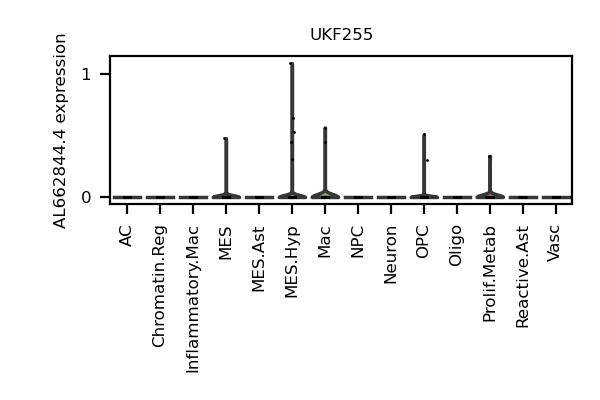 UKF255
AL662844.4 expression
1
0
AC
Chromatin.Reg
Inflammatory.Mac
MES
MES.Ast
MES.Hyp
Mac
NPC
Neuron
OPC
Oligo
Prolif.Metab
Reactive.Ast
Vasc